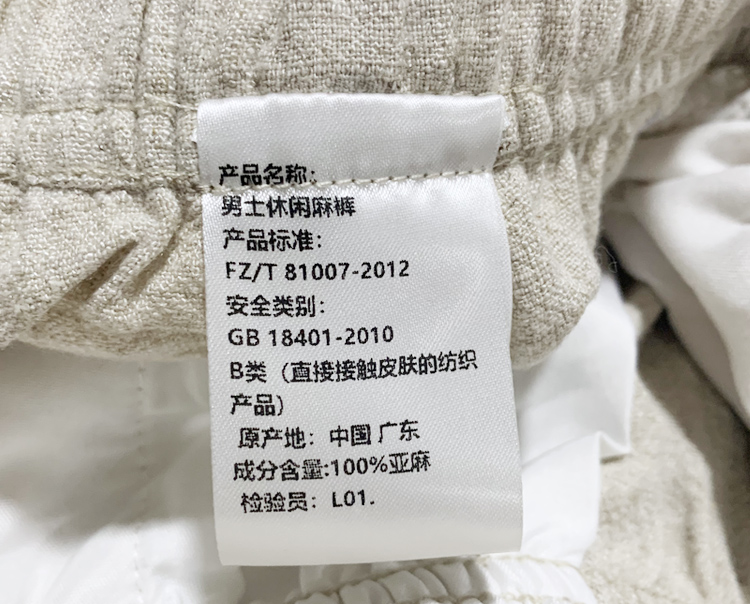 产品名称：
男士休闲麻裤
产品标准：
FZ/T 81007-2012
安全类别：
GB 18401-2010
B类（直接接触皮肤的纺织
产品）
原产地：中国 广东
成分含量:100%亚麻
检验员：L01.